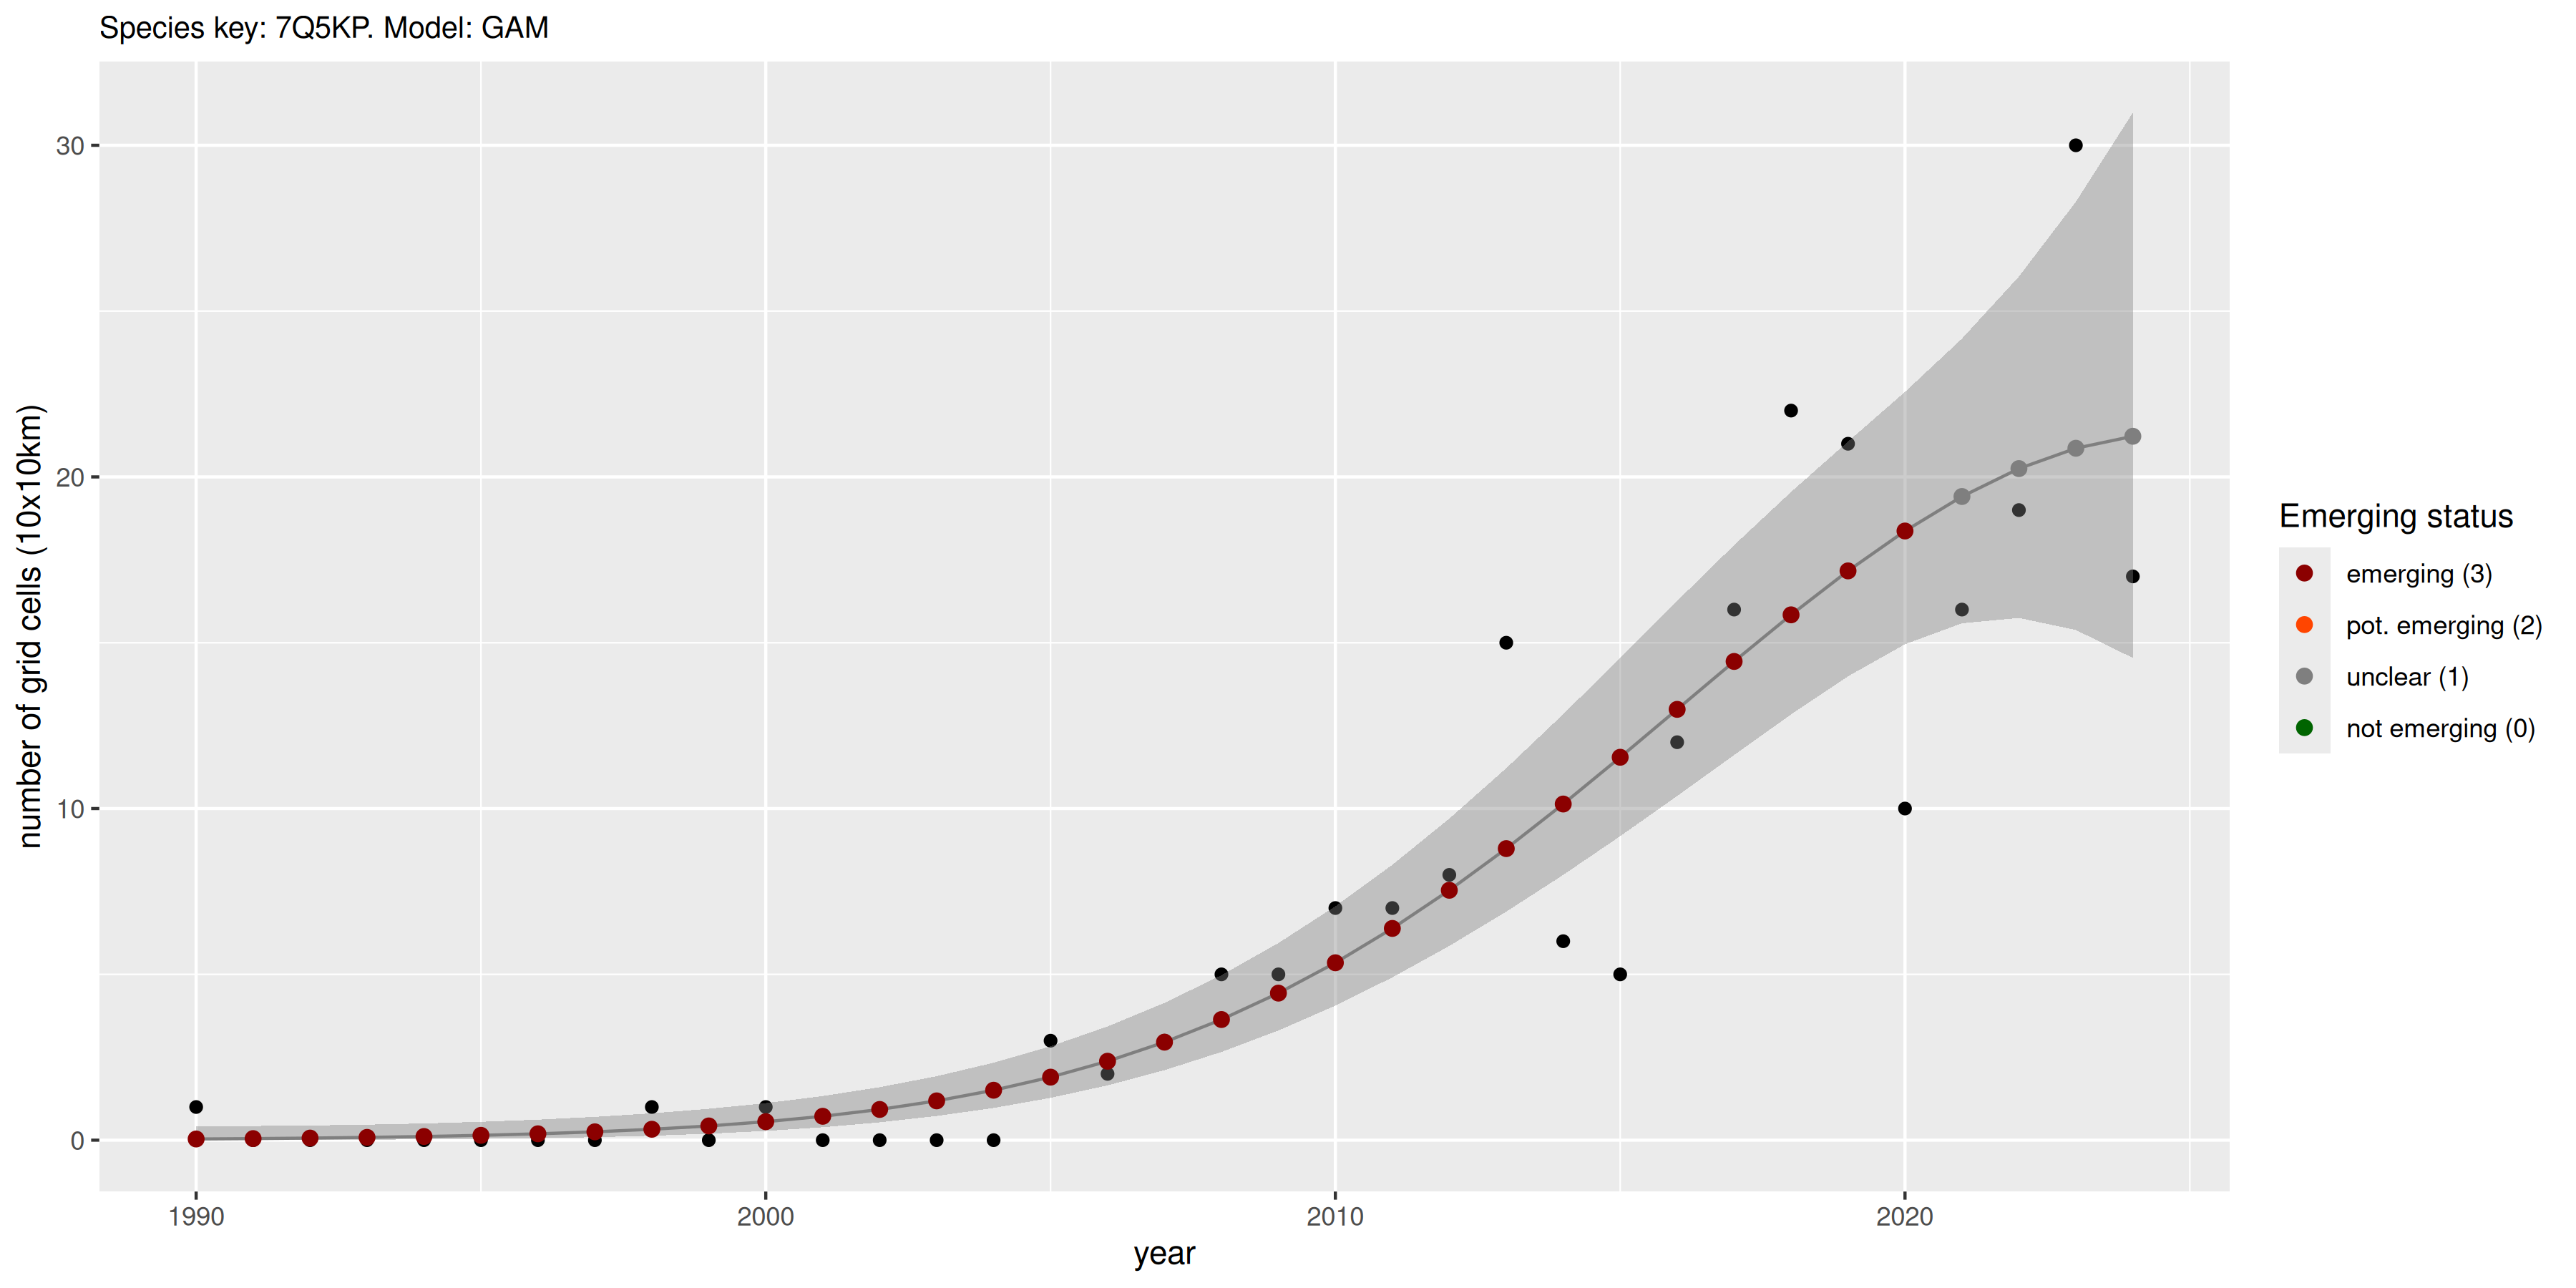 Species key: 7Q5KP. Model: GAM
number of grid cells (10x10km)
30
20
10
0
1990
2000
2010
2020
year
Emerging status
emerging (3)
pot. emerging (2)
unclear (1)
not emerging (0)